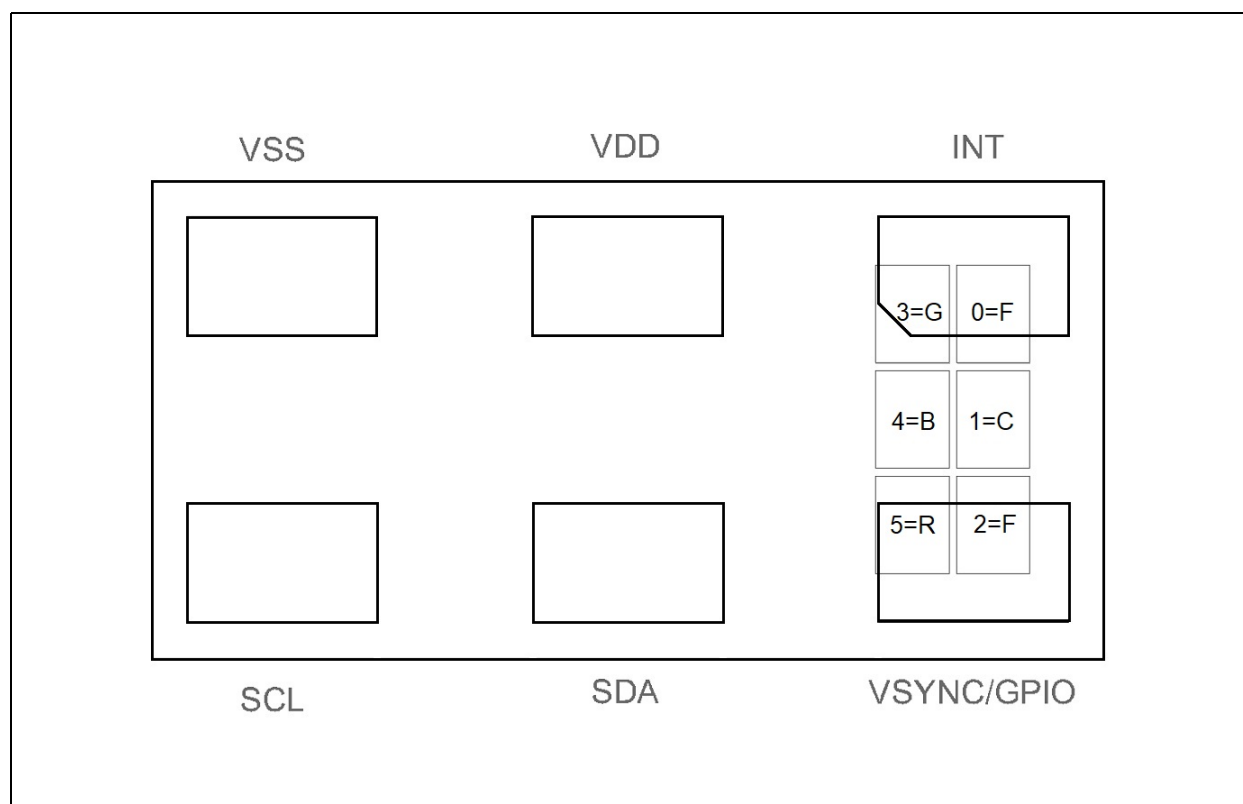 VSS VDD INT
3=G 0=F
4=B 1=C
5=R 2=F
SCL SDA VSYNC/GPIO